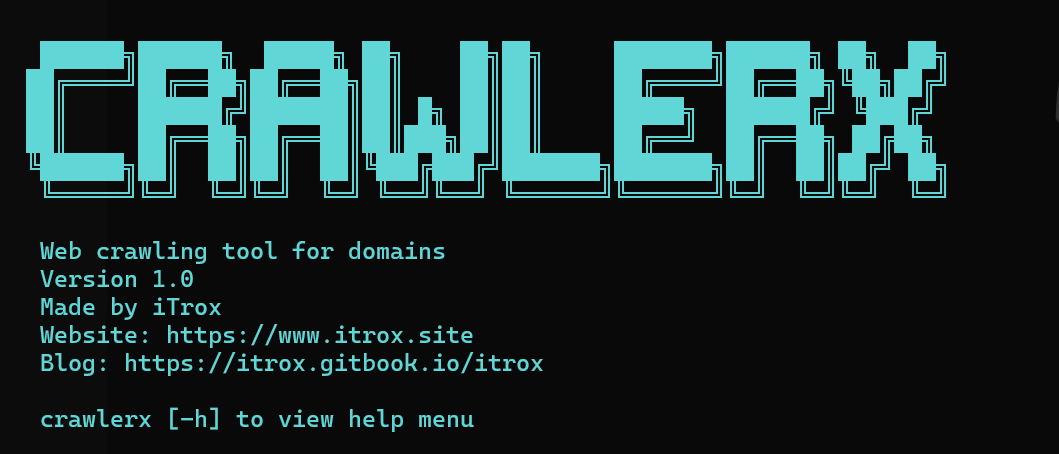 CRAWLERX
Web crawling tool for domains
Version 1.0
Made by iTrox
Website: https://www.itrox.site
Blog: https://itrox.gitbook.io/itrox
crawlerx [-h] to view help menu